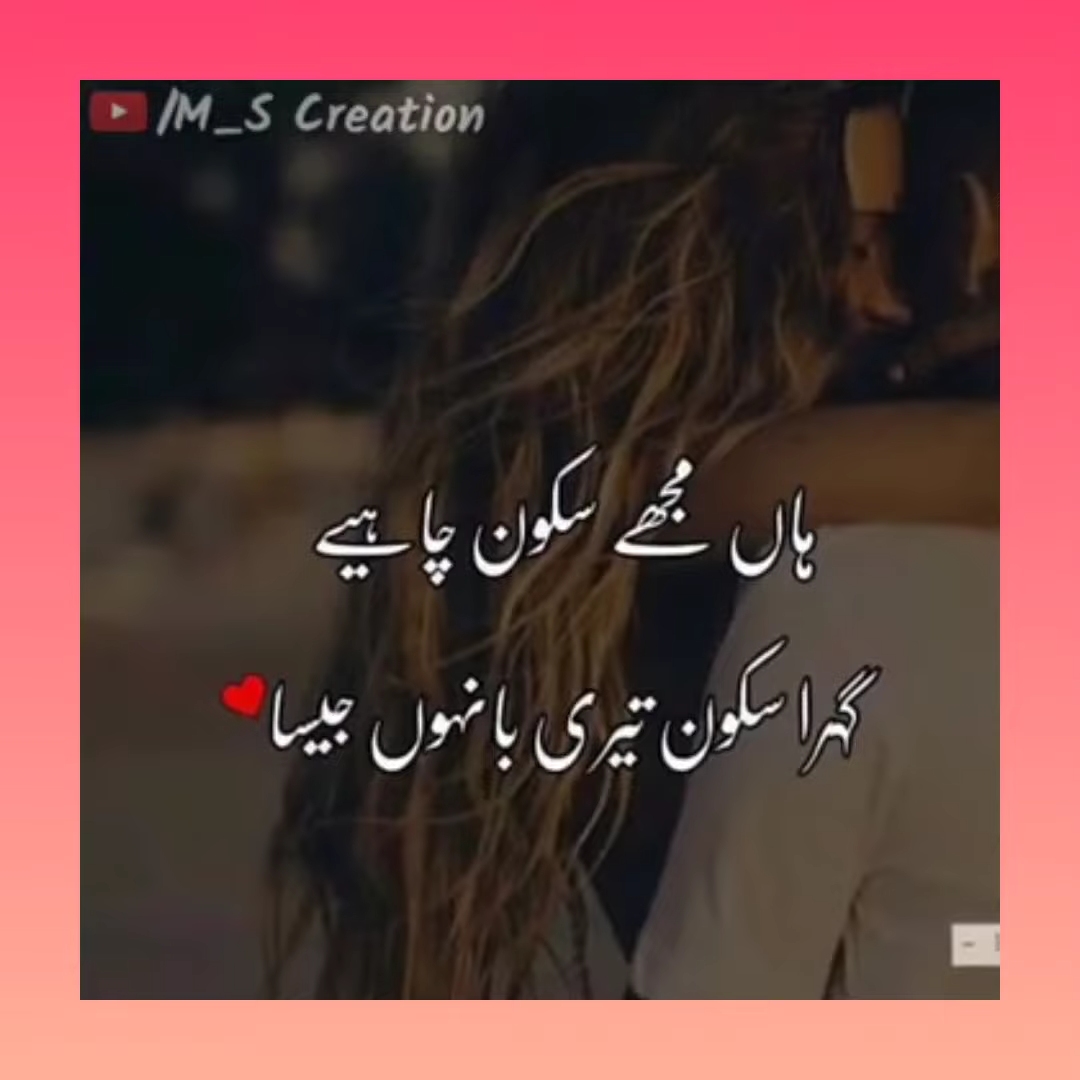 /M_S Creation
ہاں مجھے سکون چاہیے
گہرا سکون تیری بانہوں جیسا